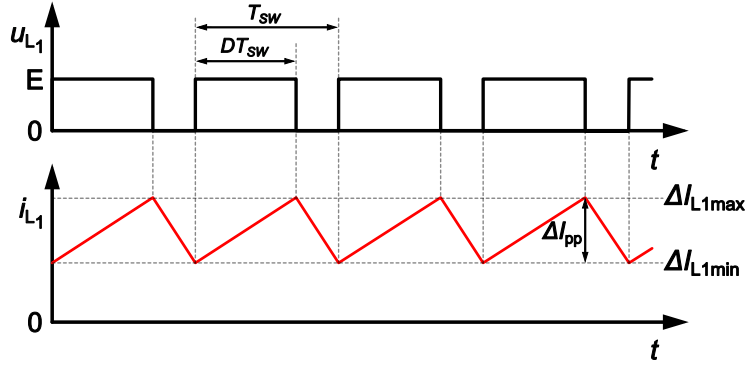 T_SW
u_L1
DT_SW
E
0
t
i_L1
ΔI_L1max
ΔI_pp
ΔI_L1min
0
t